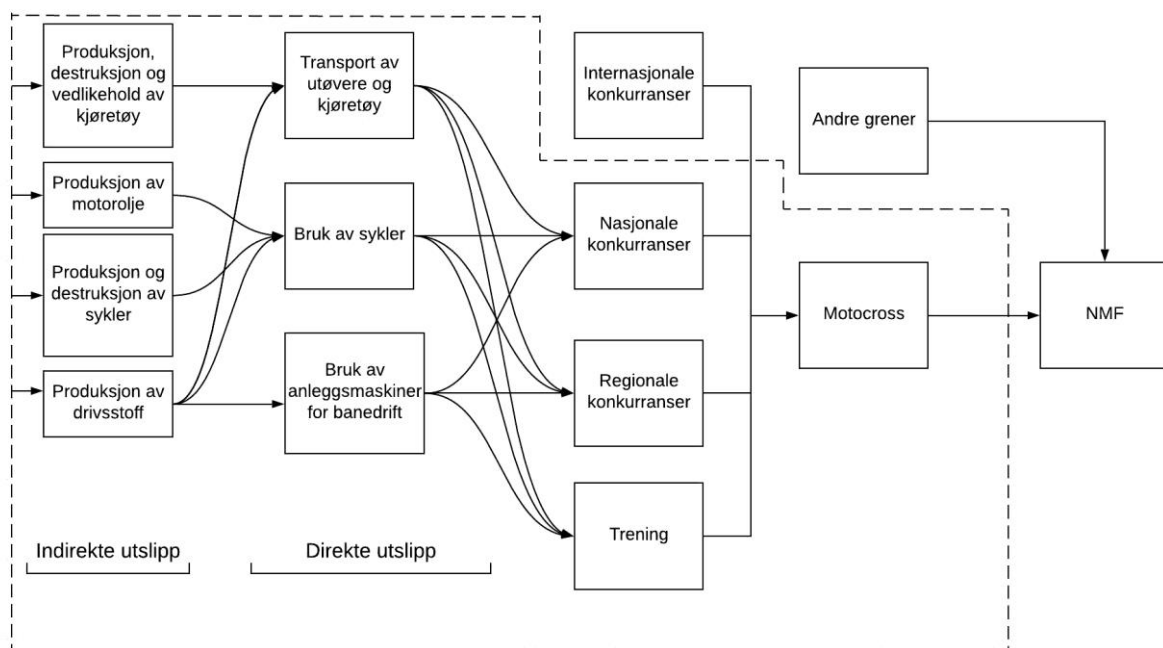 Produksjon,
destruksjon og
vedlikehold av
kjøretøy
Produksjon av
motorolje
Produksjon og
destruksjon av
sykler
Produksjon av
drivsstoff
Indirekte utslipp
Transport av
utøvere og
kjøretøy
Bruk av sykler
Bruk av
anleggsmaskiner
for banedrift
Direkte utslipp
Internasjonale
konkurranser
Nasjonale
konkurranser
Regionale
konkurranser
Trening
Andre grener
Motocross
NMF